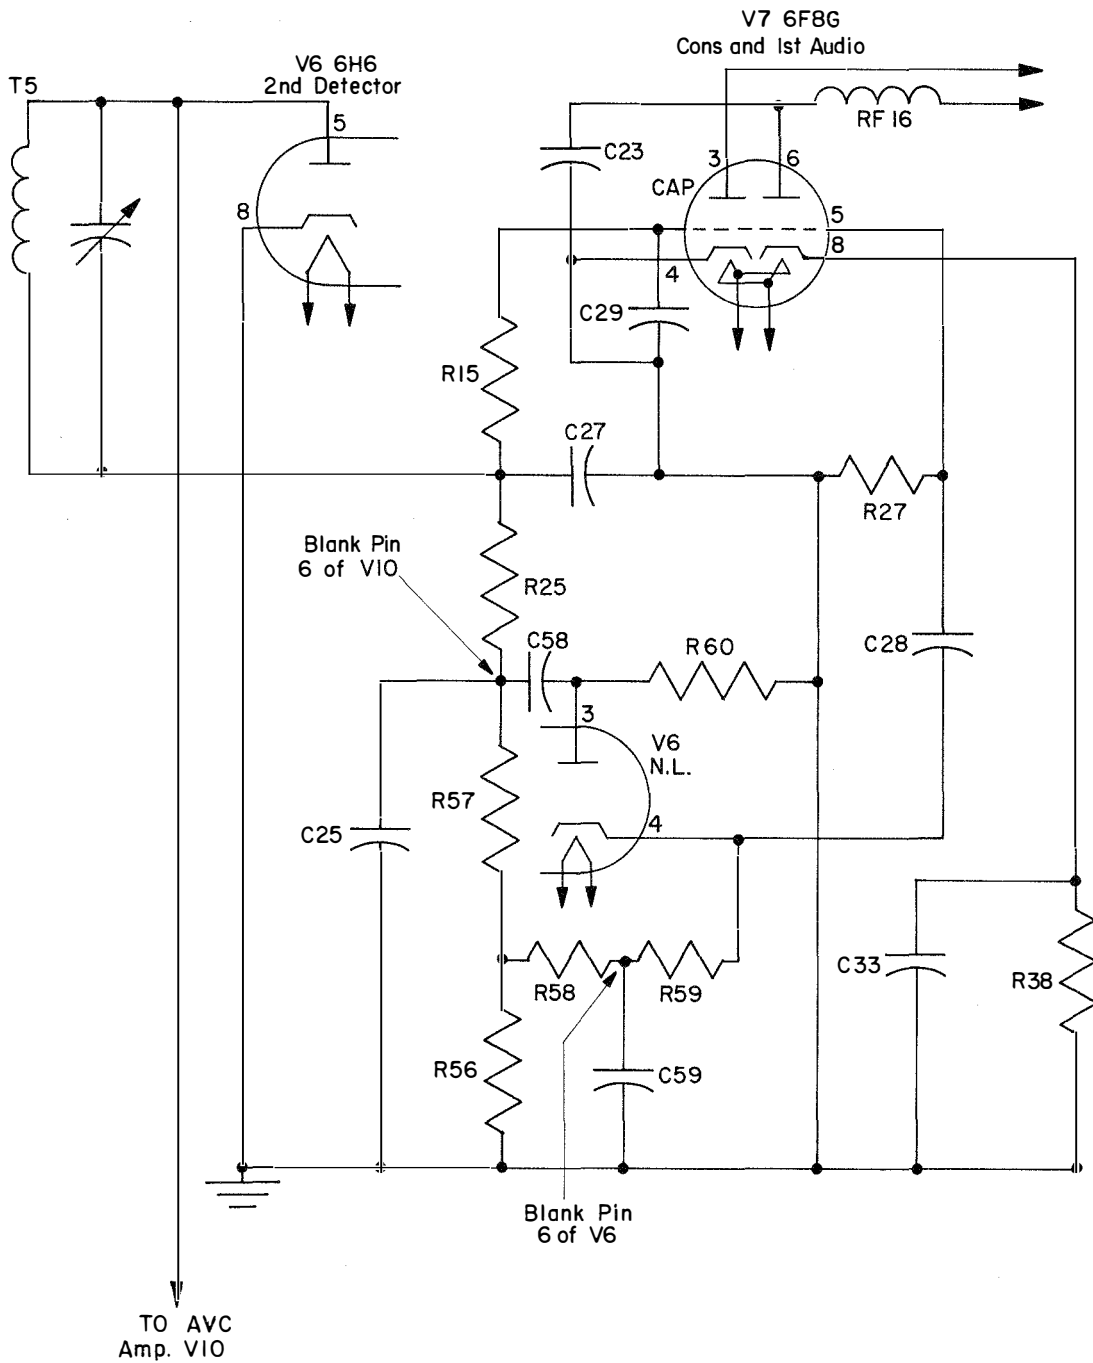 V7 6F8G
Cons and 1st Audio
V6 6H6
2nd Detector
T5
5
RF 16
C23
3
6
CAP
8
5
8
4
C29
R15
C27
R27
Blank Pin
6 of V10
R25
C58
R60
C28
3
V6
N.L.
R57
C25
4
C33
R38
R58
R59
R56
C59
Blank Pin
6 of V6
TO AVC
Amp. V10